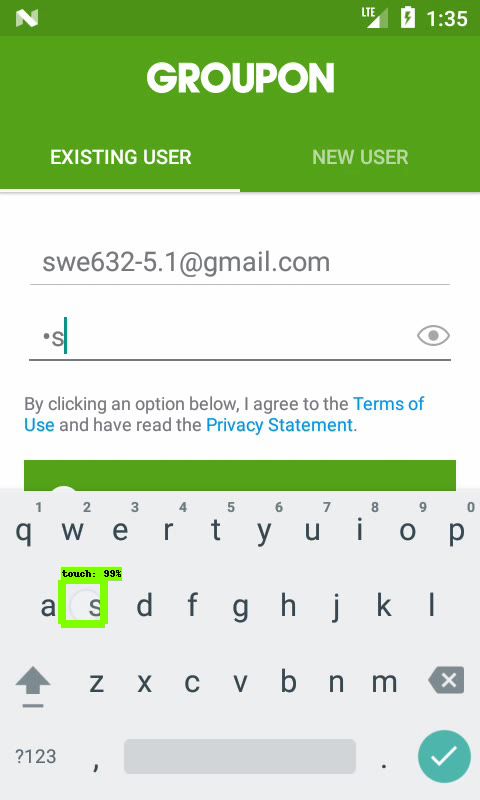 LTE 1:35
GROUPON
EXISTING USER NEW USER
swe632-5.1@gmail.com
•s
By clicking an option below, I agree to the Terms of
Use and have read the Privacy Statement.
1 2 3 4 5 6 7 8 9 0
q w e r t y u i o p
touch: 99%
a s d f g h j k l
z x c v b n m
?123 , .